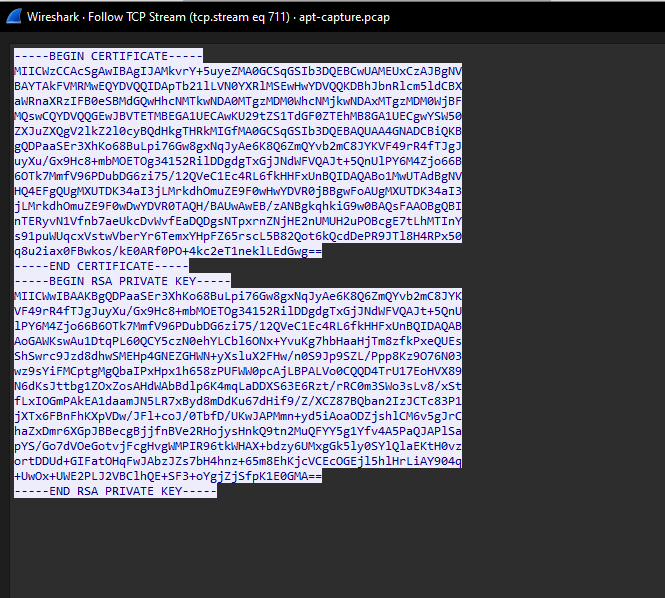 Wireshark · Follow TCP Stream (tcp.stream eq 711) · apt-capture.pcap
-----BEGIN CERTIFICATE-----
MIICWzCCAcSgAwIBAgIJAMkvrY+5uyeZMA0GCSqGSIb3DQEBCwUAMEUxCzAJBgNV
BAYTAkFVMRMwEQYDVQQIDApTb21lLVN0YXRlMSEwHwYDVQQKDBhJbnRlcm5ldCBX
aWRnaXRzIFB0eSBMdGQwHhcNMTkwNDA0MTgzMDM0WhcNMjkwNDAxMTgzMDM0WjBF
MQswCQYDVQQGEwJBVTETMBEGA1UECAwKU29tZS1TdGF0ZTEhMB8GA1UECgwYSW50
ZXJuZXQgV2lkZ2l0cyBQdHkgTHRkMIGfMA0GCSqGSIb3DQEBAQUAA4GNADCBiQKB
gQDPaaSEr3XhKo68BuLpi76Gw8gxNqJyAe6K8Q6ZmQYvb2mC8JYKVF49rR4fTJgJ
uyXu/Gx9Hc8+mbMOETOg34152RilDDgdgTxGjJNdWFVQAJt+5QnUlPY6M4Zjo66B
6OTk7MmfV96PDubDG6zi75/12QVeC1Ec4RL6fkHHFxUnBQIDAQABo1MwUTAdBgNV
HQ4EFgQUgMXUTDK34aI3jLMrkdhOmuZE9F0wHwYDVR0jBBgwFoAUgMXUTDK34aI3
jLMrkdhOmuZE9F0wDwYDVR0TAQH/BAUwAwEB/zANBgkqhkiG9w0BAQsFAAOBgQBI
nTERyvN1Vfnb7aeUkcDvWvfEaDQDgsNTpxrnZNjHE2nUMUH2uPOBcgE7tLhMTInY
s91puWUqcxVstwVberYr6TemxYHpFZ65rscL5B82Qot6kQcdDePR9JTl8H4RPx50
q8u2iax0FBwkos/kE0ARf0PO+4kc2eT1neklLEdGwg==
-----END CERTIFICATE-----
-----BEGIN RSA PRIVATE KEY-----
MIICWwIBAAKBgQDPaaSEr3XhKo68BuLpi76Gw8gxNqJyAe6K8Q6ZmQYvb2mC8JYK
VF49rR4fTJgJuyXu/Gx9Hc8+mbMOETOg34152RilDDgdgTxGjJNdWFVQAJt+5QnU
lPY6M4Zjo66B6OTk7MmfV96PDubDG6zi75/12QVeC1Ec4RL6fkHHFxUnBQIDAQAB
AoGAWKswAu1DtqPL60QCY5czN0ehYLCbl6ONx+YvuKg7hbHaaHjTm8zfkPxeQUEs
ShSwrc9Jzd8dhwSMEHp4GNEZGHWN+yXsluX2FHw/n0S9Jp9SZL/Ppp8Kz9O76N03
wz9sYiFMCptgMgQbaIPxHpx1h658zPUFWW0pcAjLBPALVo0CQQD4TrU17EoHVX89
N6dKsJttbg1ZOxZosAHdWAbBdlp6K4mqLaDDXS63E6Rzt/rRC0m3SWo3sLv8/xSt
fLxIOGmPAkEA1daamJN5LR7xByd8mDdKu67dHif9/Z/XCZ87BQban2IzJCTc83P1
jXTx6FBnFhKXpVDw/JFl+coJ/0TbfD/UKwJAPMmn+yd5iAoaODZjshlCM6v5gJrC
haZxDmr6XGpJBBecgBjjfnBVe2RHojysHnkQ9tn2MuQFYY5g1Yfv4A5PaQJAPlSa
pYS/Go7dVOeGotvjFcgHvgWMPIR96tkWHAX+bdzy6UMxgGk5ly0SYlQlaEKtH0vz
ortDDUd+GIFatOHqFwJAbzJZs7bH4hnz+65m8EhKjcVCEcOGEjl5hlHrLiAY904q
+UwOx+UWE2PLJ2VBClhQE+SF3+oYgjZjSfpK1E0GMA==
-----END RSA PRIVATE KEY-----